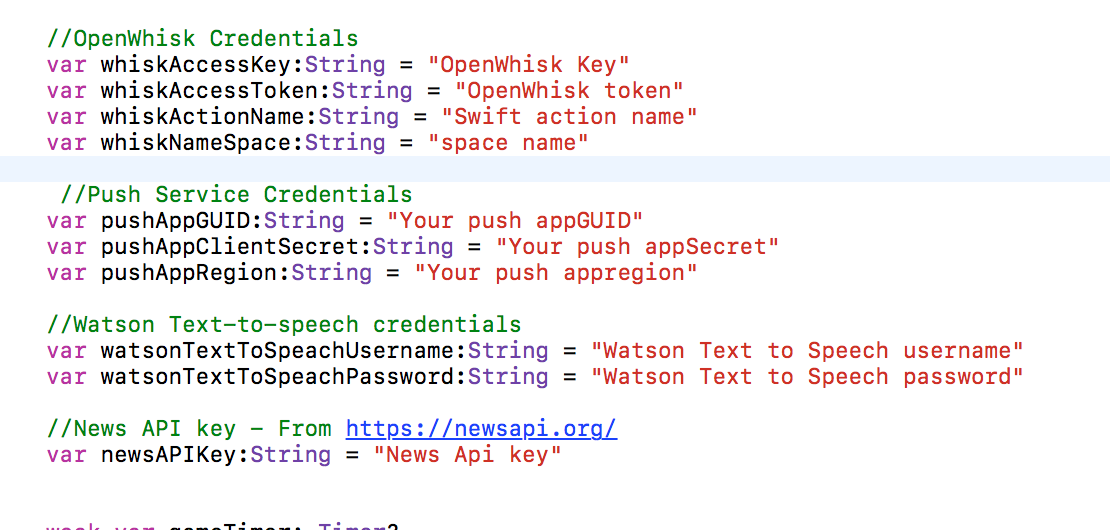 //OpenWhisk Credentials
var whiskAccessKey:String = "OpenWhisk Key"
var whiskAccessToken:String = "OpenWhisk token"
var whiskActionName:String = "Swift action name"
var whiskNameSpace:String = "space name"
//Push Service Credentials
var pushAppGUID:String = "Your push appGUID"
var pushAppClientSecret:String = "Your push appSecret"
var pushAppRegion:String = "Your push appregion"
//Watson Text-to-speech credentials
var watsonTextToSpeachUsername:String = "Watson Text to Speech username"
var watsonTextToSpeachPassword:String = "Watson Text to Speech password"
//News API key - From https://newsapi.org/
var newsAPIKey:String = "News Api key"
weak var gameTimer: Timer?